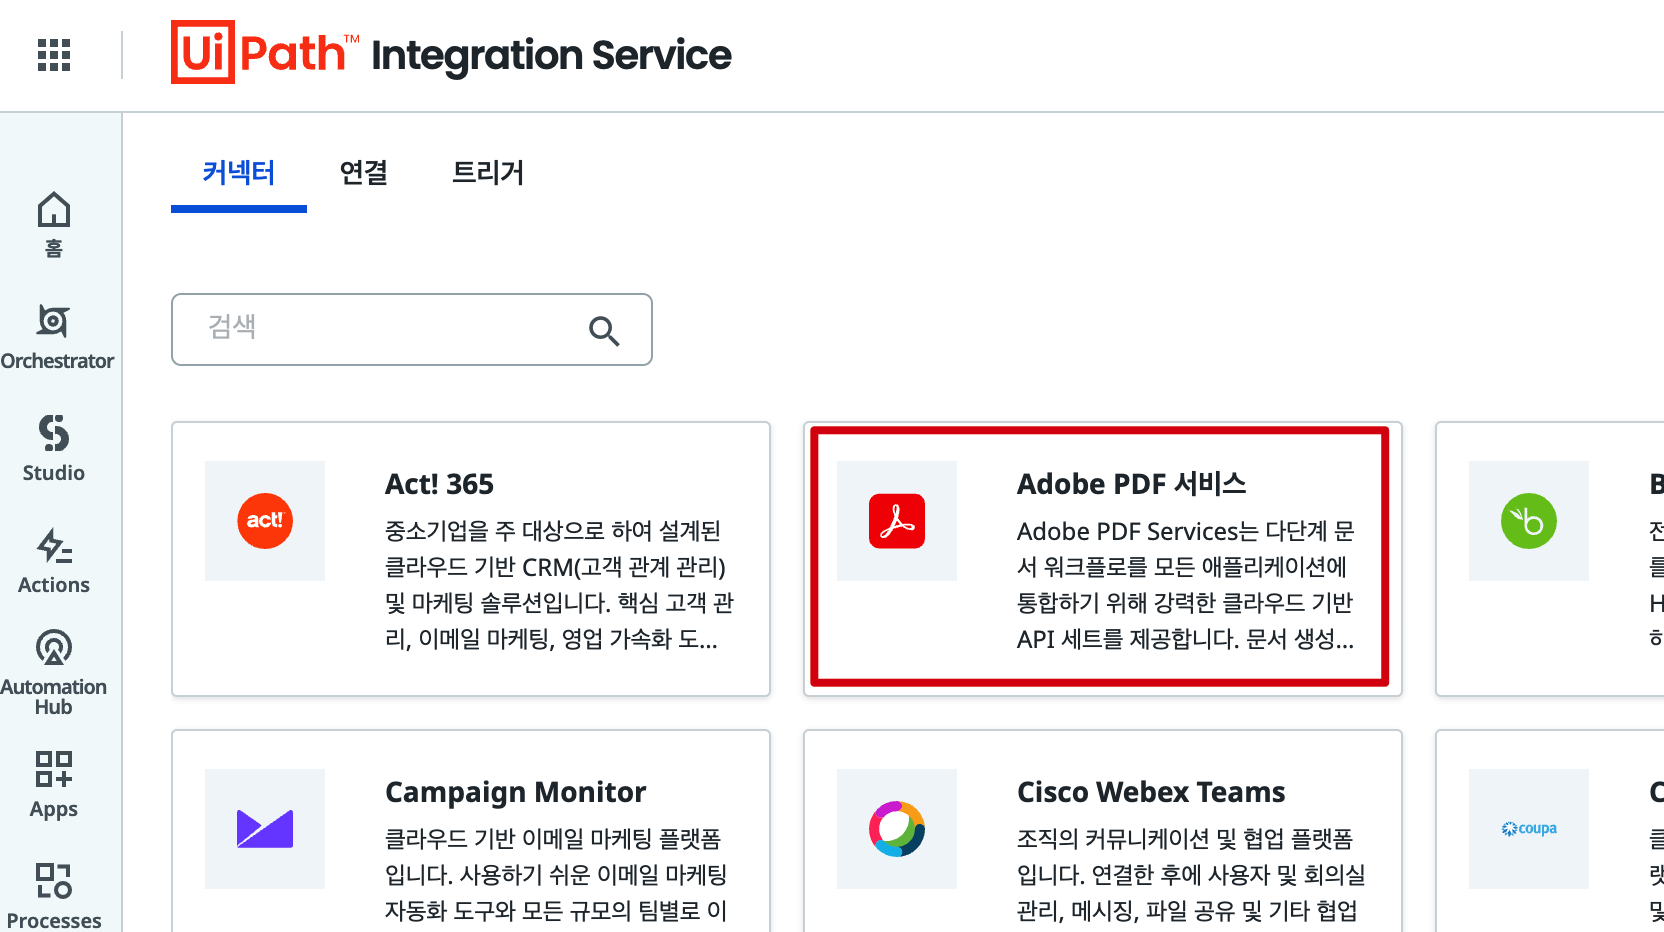 UiPath™ Integration Service
커넥터 연결 트리거
홈
Orchestrator
Studio
Actions
Automation
Hub
Apps
Processes
검색
act!
Act! 365
중소기업을 주 대상으로 하여 설계된
클라우드 기반 CRM(고객 관계 관리)
및 마케팅 솔루션입니다. 핵심 고객 관
리, 이메일 마케팅, 영업 가속화 도...
Adobe PDF 서비스
Adobe PDF Services는 다단계 문
서 워크플로를 모든 애플리케이션에
통합하기 위해 강력한 클라우드 기반
API 세트를 제공합니다. 문서 생성...
b
B
전
를
H
하
Campaign Monitor
클라우드 기반 이메일 마케팅 플랫폼
입니다. 사용하기 쉬운 이메일 마케팅
자동화 도구와 모든 규모의 팀별로 이
Cisco Webex Teams
조직의 커뮤니케이션 및 협업 플랫폼
입니다. 연결한 후에 사용자 및 회의실
관리, 메시징, 파일 공유 및 기타 협업
coupa
C
클
랫
및